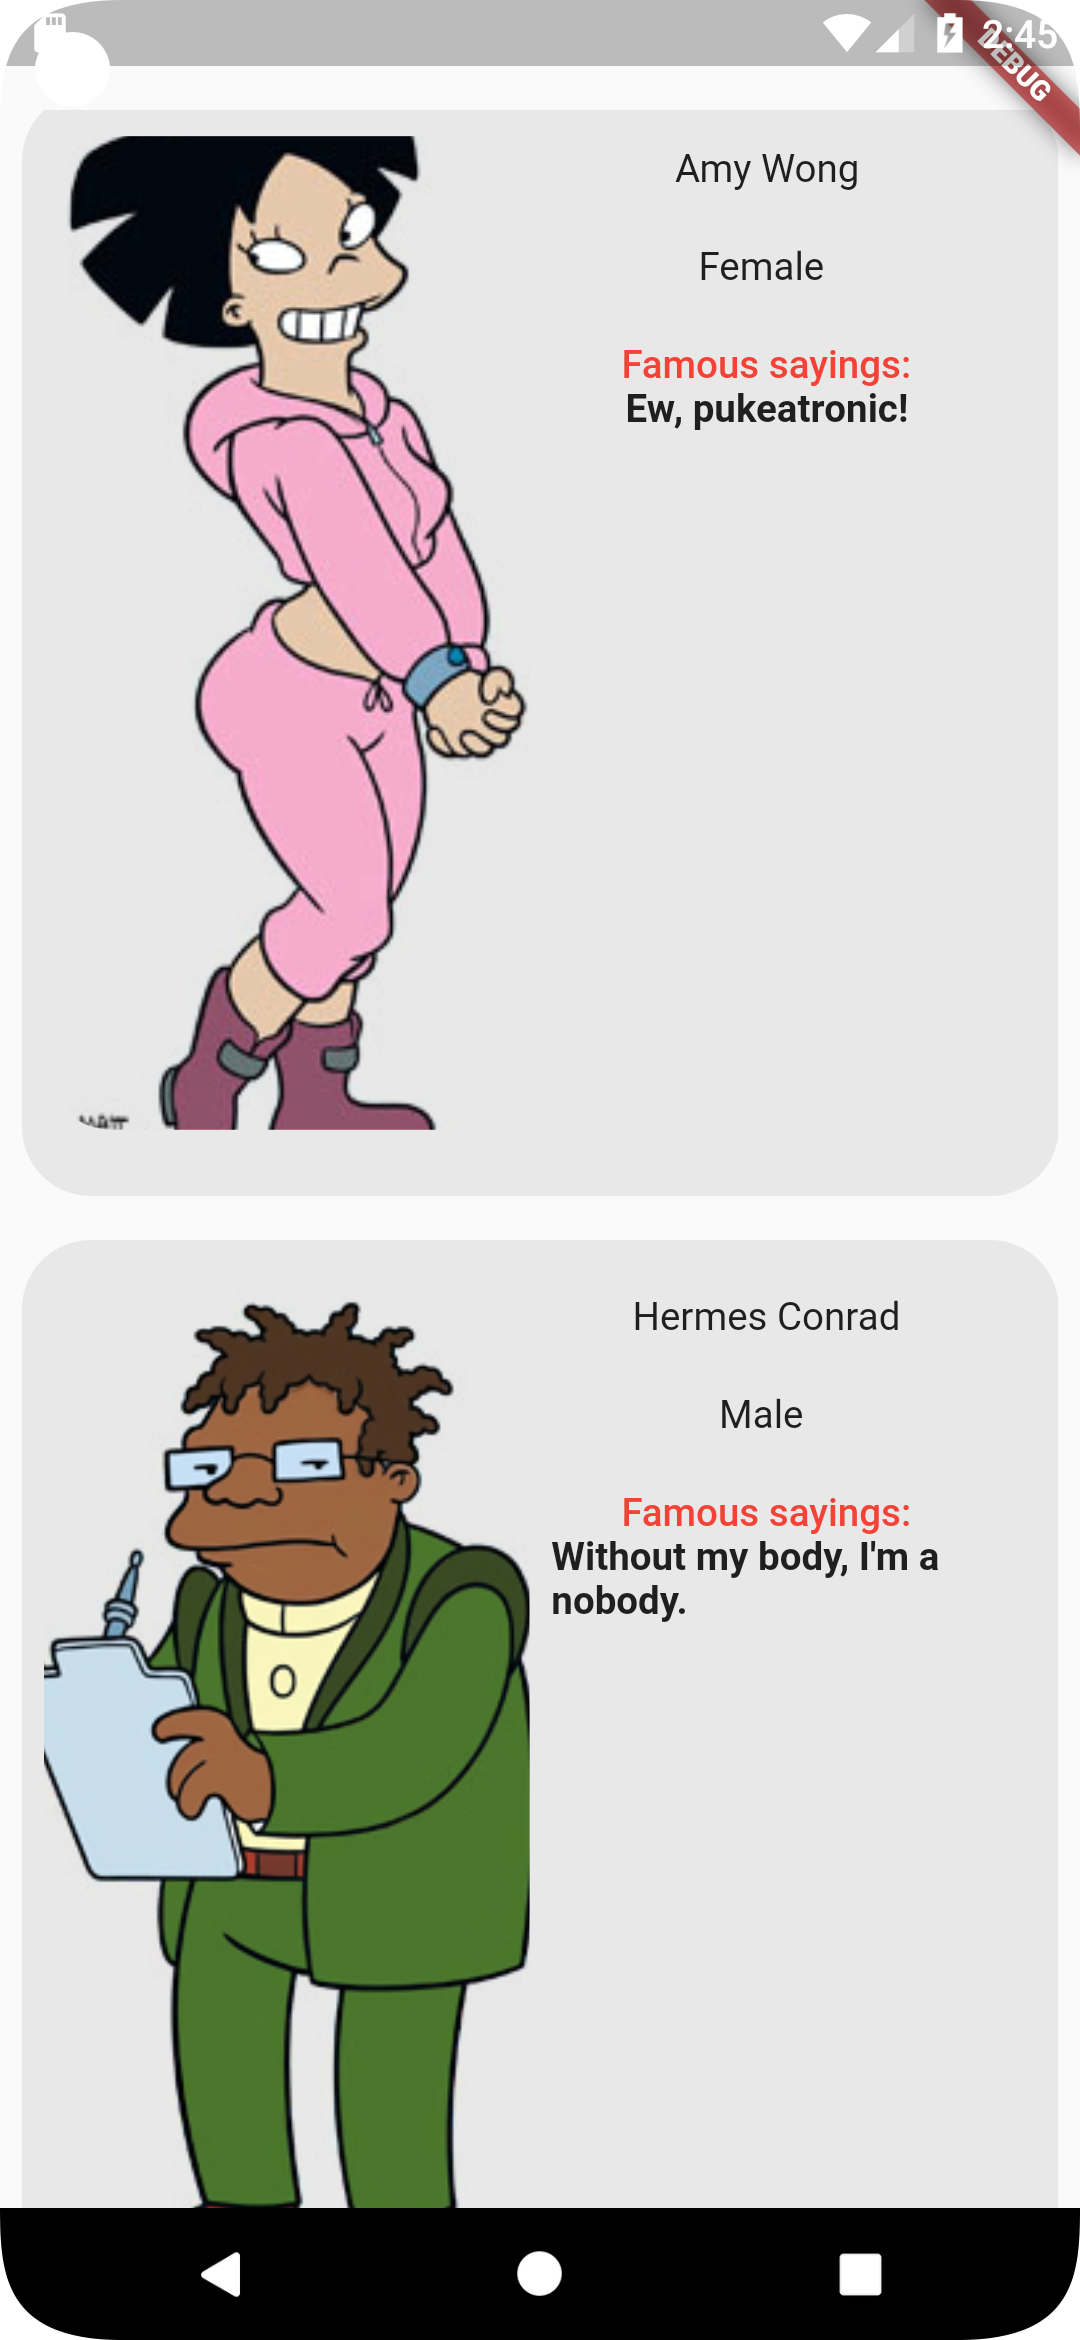 2:45
DEBUG
Amy Wong
Female
Famous sayings:
Ew, pukeatronic!
MATT
Hermes Conrad
Male
Famous sayings:
Without my body, I'm a
nobody.